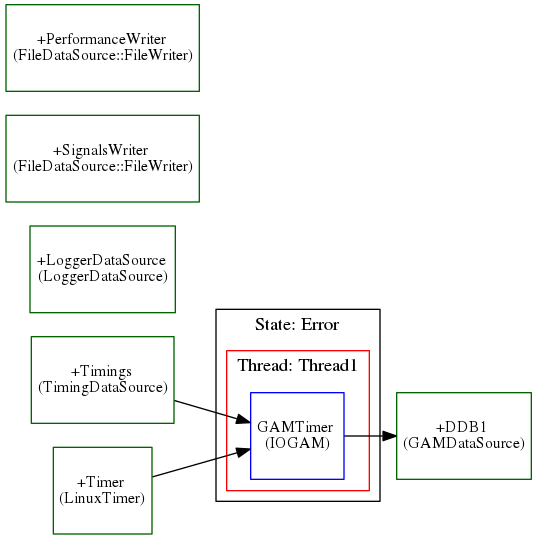 +PerformanceWriter
(FileDataSource::FileWriter)
+SignalsWriter
(FileDataSource::FileWriter)
+LoggerDataSource
(LoggerDataSource)
State: Error
+Timings
(TimingDataSource)
Thread: Thread1
GAMTimer
(IOGAM)
+DDB1
(GAMDataSource)
+Timer
(LinuxTimer)